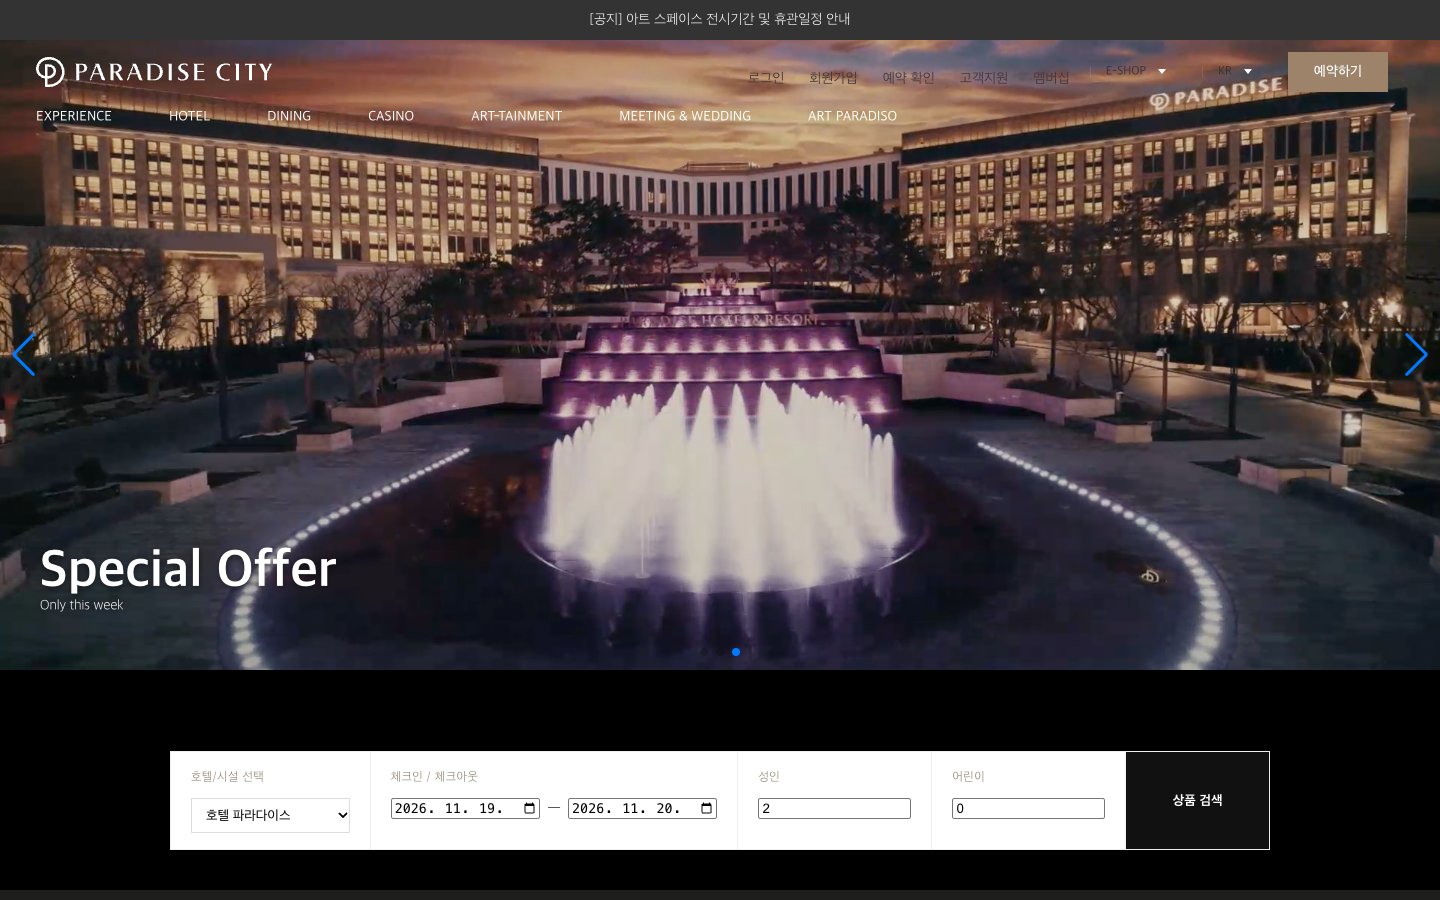 [공지] 아트 스페이스 전시기간 및 휴관일정 안내
PARADISE CITY
로그인 회원가입 예약 확인 고객지원 멤버십 E-SHOP KR 예약하기
PARADISE
EXPERIENCE HOTEL DINING CASINO ART-TAINMENT MEETING & WEDDING ART PARADISO
PARADISE HOTEL & RESORT
Special Offer
Only this week
호텔/시설 선택 체크인 / 체크아웃 성인 어린이
호텔 파라다이스 2026. 11. 19. — 2026. 11. 20. 2 0 상품 검색